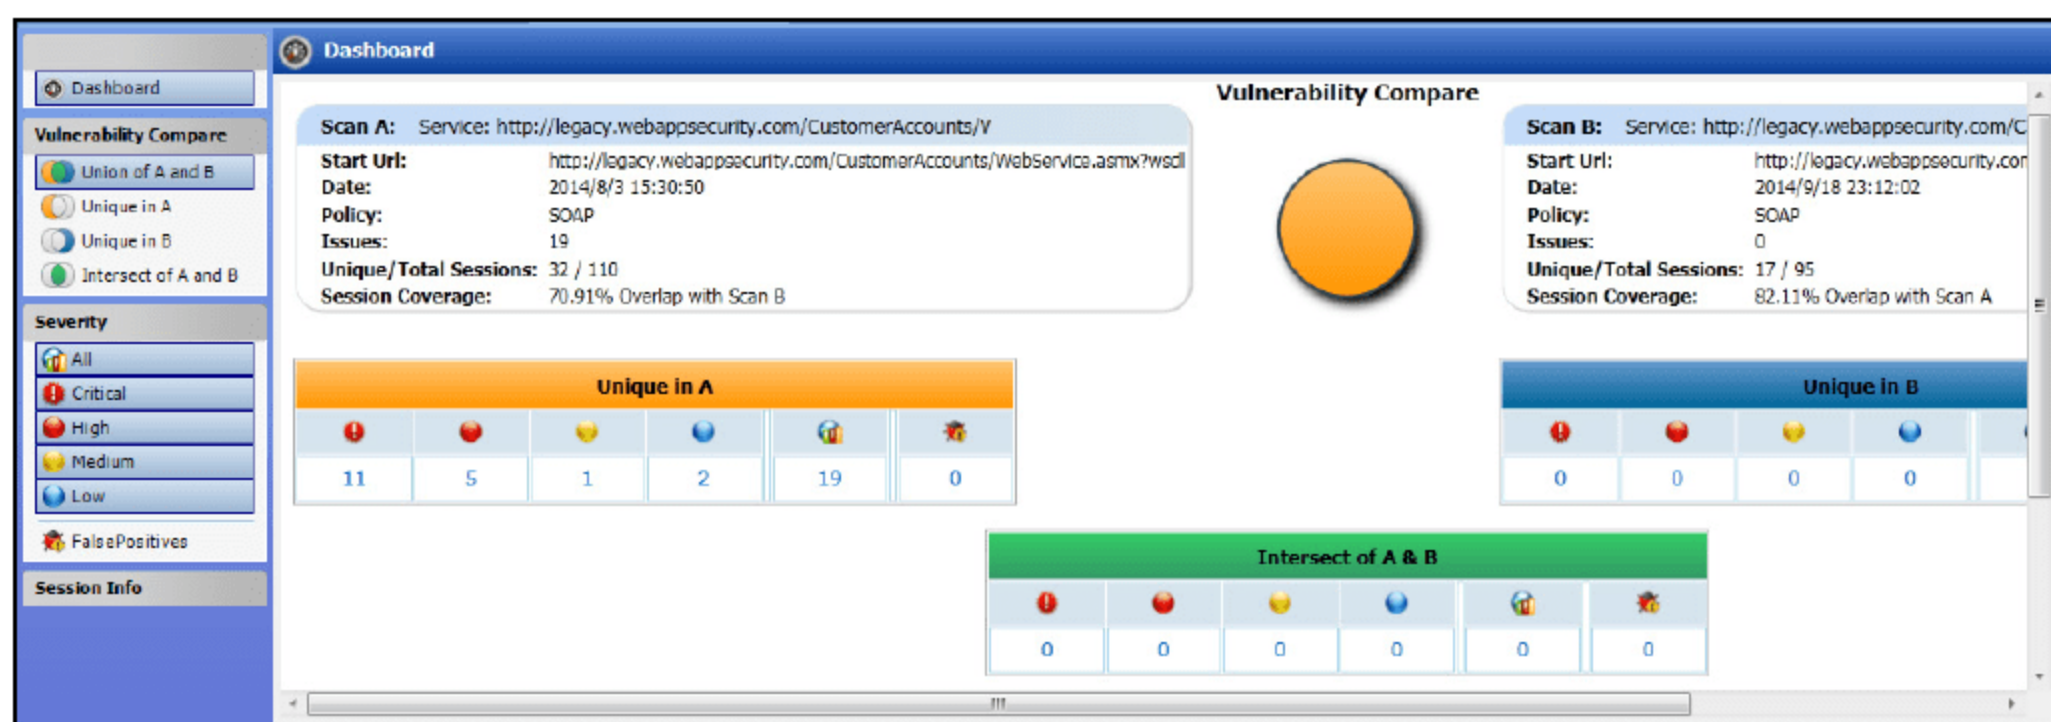 Dashboard
Dashboard
Vulnerability Compare
Union of A and B
Unique in A
Unique in B
Intersect of A and B
Severity
All
Critical
High
Medium
Low
FalsePositives
Session Info
Vulnerability Compare
Scan A: Service: http://legacy.webappsecurity.com/CustomerAccounts/V
Start Url: http://legacy.webappsecurity.com/CustomerAccounts/WebService.asmx?wsdl
Date: 2014/8/3 15:30:50
Policy: SOAP
Issues: 19
Unique/Total Sessions: 32 / 110
Session Coverage: 70.91% Overlap with Scan B
Scan B: Service: http://legacy.webappsecurity.com/C
Start Url: http://legacy.webappsecurity.con
Date: 2014/9/18 23:12:02
Policy: SOAP
Issues: 0
Unique/Total Sessions: 17 / 95
Session Coverage: 82.11% Overlap with Scan A
Unique in A
11 5 1 2 19 0
Unique in B
0 0 0 0
Intersect of A & B
0 0 0 0 0 0